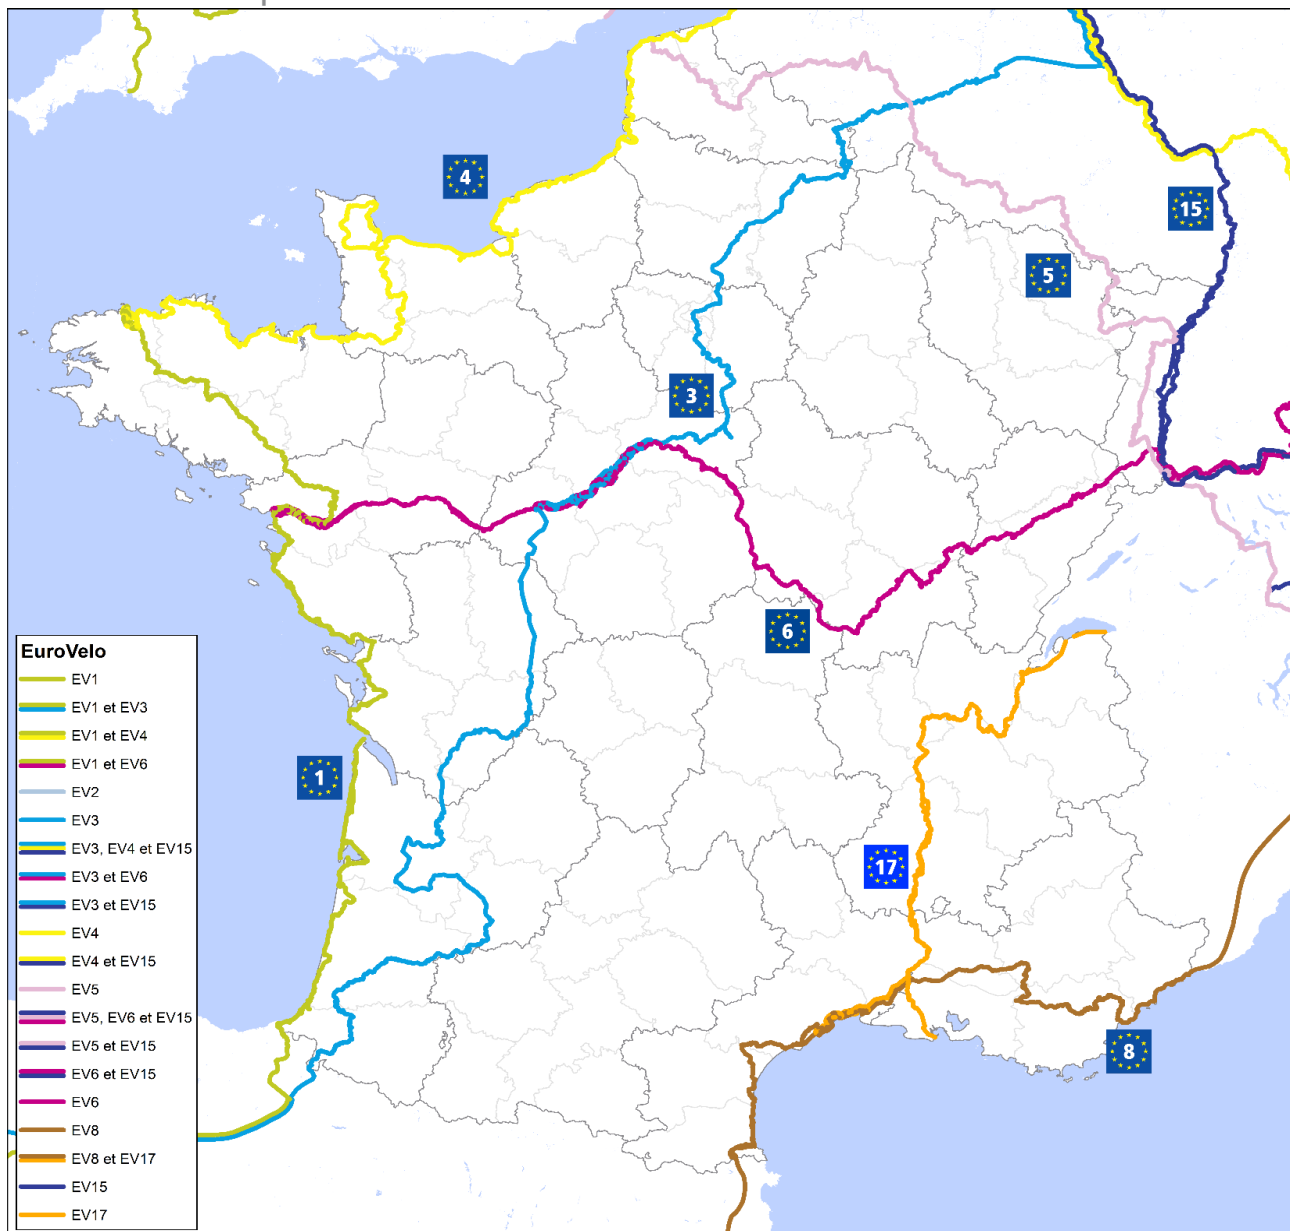 4
15
5
3
6
1
17
8
EuroVelo
EV1
EV1 et EV3
EV1 et EV4
EV1 et EV6
EV2
EV3
EV3, EV4 et EV15
EV3 et EV6
EV3 et EV15
EV4
EV4 et EV15
EV5
EV5, EV6 et EV15
EV5 et EV15
EV6 et EV15
EV6
EV8
EV8 et EV17
EV15
EV17